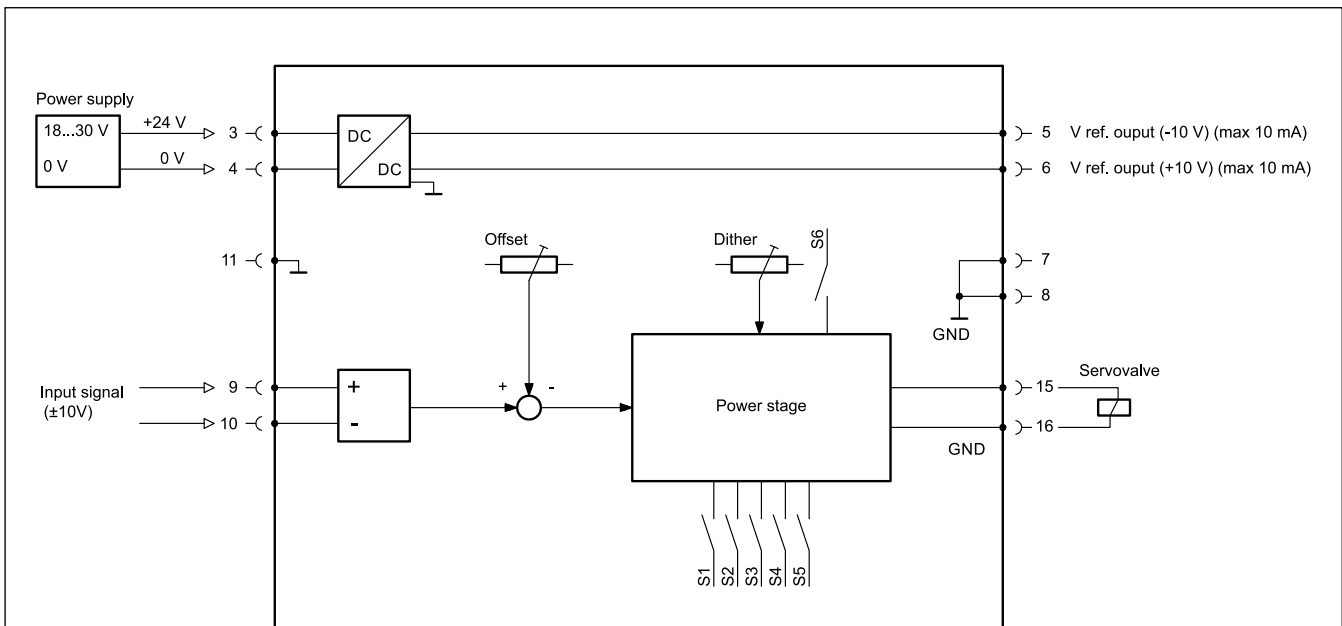 Power supply
18...30 V
+24 V
3
DC
5 V ref. ouput (-10 V) (max 10 mA)
0 V
0 V
4
DC
6 V ref. ouput (+10 V) (max 10 mA)
Offset
Dither
S6
11
7
8
GND
Input signal
(±10V)
9
+
-
10
+
-
Power stage
Servovalve
15
16
GND
S1
S2
S3
S4
S5